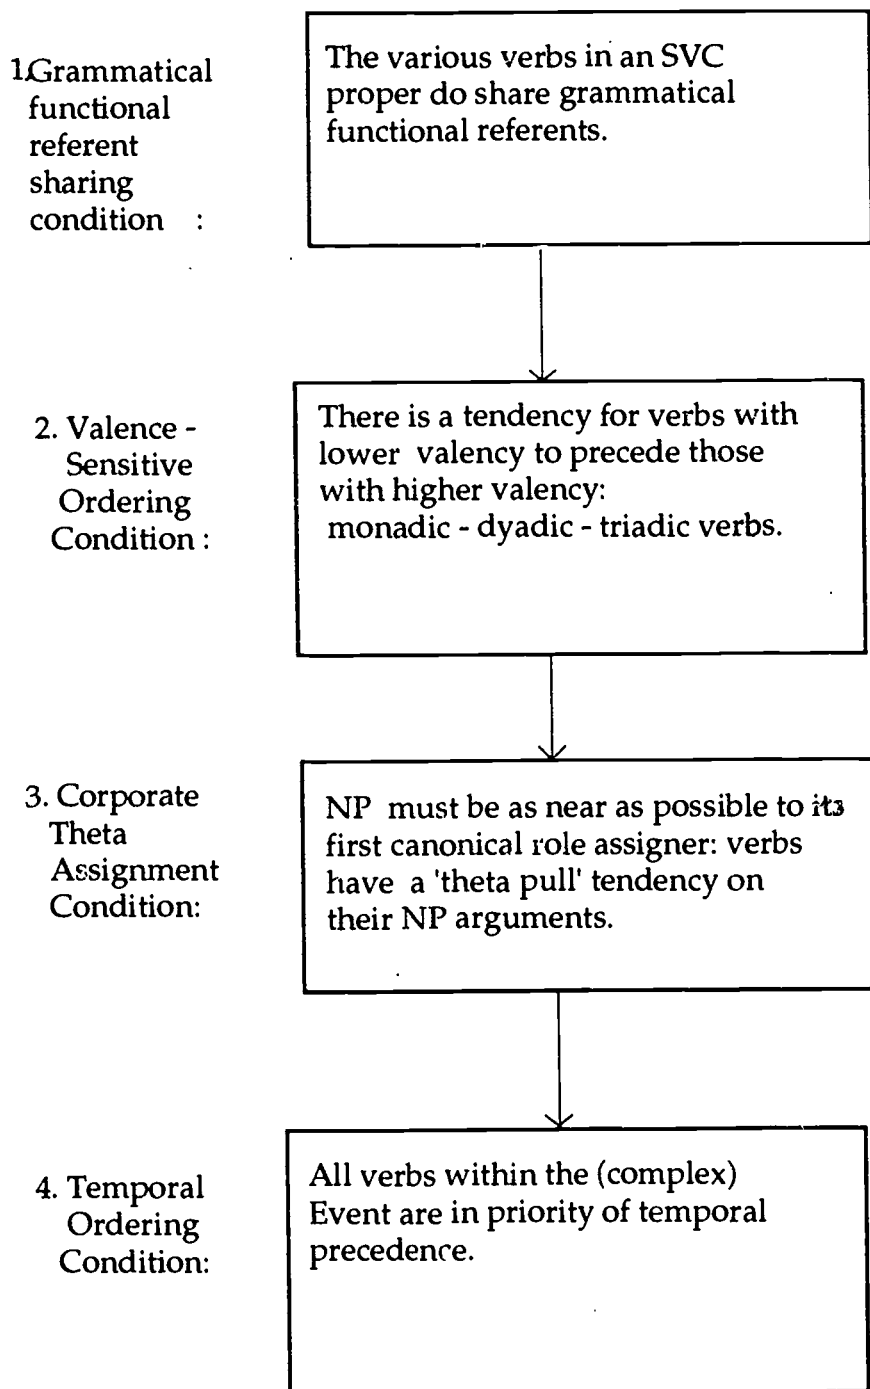 1.Grammatical
functional
referent
sharing
condition :
The various verbs in an SVC
proper do share grammatical
functional referents.
2. Valence -
Sensitive
Ordering
Condition :
There is a tendency for verbs with
lower valency to precede those
with higher valency:
monadic - dyadic - triadic verbs.
3. Corporate
Theta
Assignment
Condition:
NP must be as near as possible to its
first canonical role assigner: verbs
have a 'theta pull' tendency on
their NP arguments.
4. Temporal
Ordering
Condition:
All verbs within the (complex)
Event are in priority of temporal
precedence.